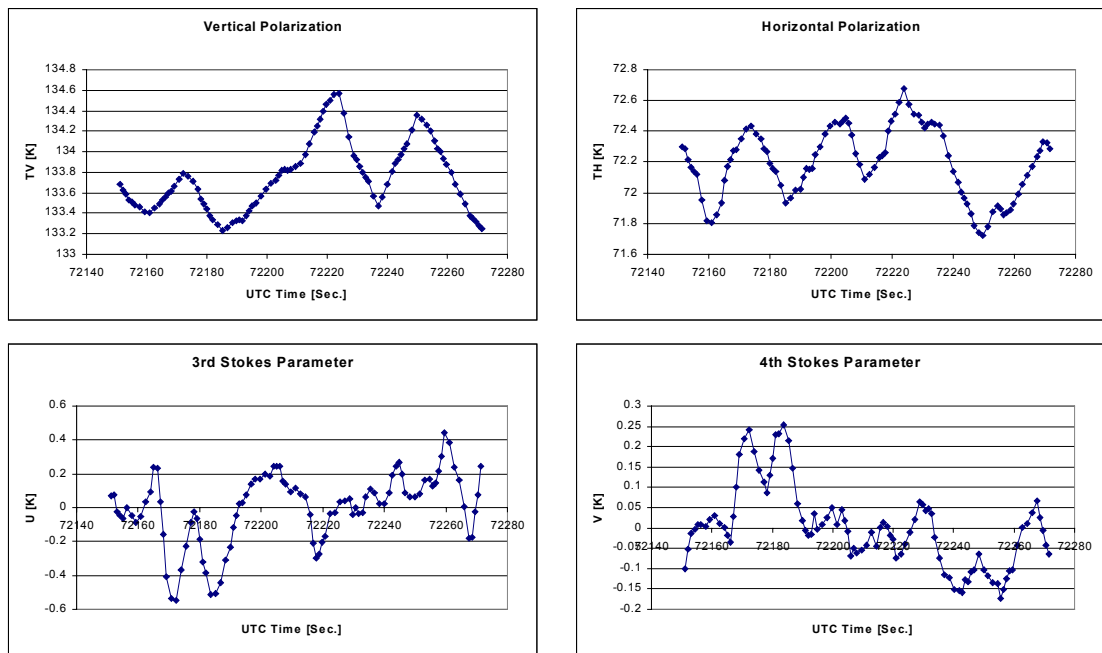 Vertical Polarization
TV [K]
134.8
134.6
134.4
134.2
134
133.8
133.6
133.4
133.2
133
72140 72160 72180 72200 72220 72240 72260 72280
UTC Time [Sec.]
Horizontal Polarization
TH [K]
72.8
72.6
72.4
72.2
72
71.8
71.6
72140 72160 72180 72200 72220 72240 72260 72280
UTC Time [Sec.]
3rd Stokes Parameter
U [K]
0.6
0.4
0.2
0
-0.2
-0.4
-0.6
72140 72160 72180 72200 72220 72240 72260 72280
UTC Time [Sec.]
4th Stokes Parameter
V [K]
0.3
0.25
0.2
0.15
0.1
0.05
0
-0.05
-0.1
-0.15
-0.2
72140 72160 72180 72200 72220 72240 72260 72280
UTC Time [Sec.]